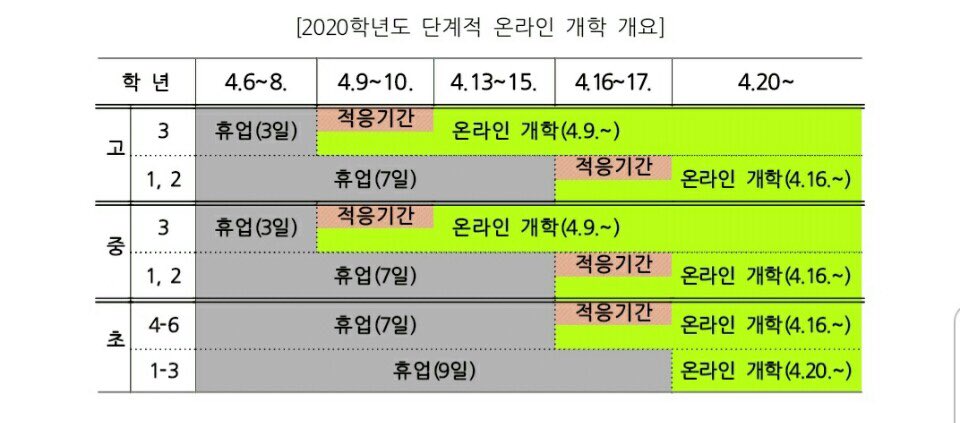 [2020학년도 단계적 온라인 개학 개요]
학 년 4.6~8. 4.9~10. 4.13~15. 4.16~17. 4.20~
고 3 휴업(3일) 적응기간 온라인 개학(4.9.~)
1, 2 휴업(7일) 적응기간 온라인 개학(4.16.~)
중 3 휴업(3일) 적응기간 온라인 개학(4.9.~)
1, 2 휴업(7일) 적응기간 온라인 개학(4.16.~)
초 4-6 휴업(7일) 적응기간 온라인 개학(4.16.~)
1-3 휴업(9일) 온라인 개학(4.20.~)